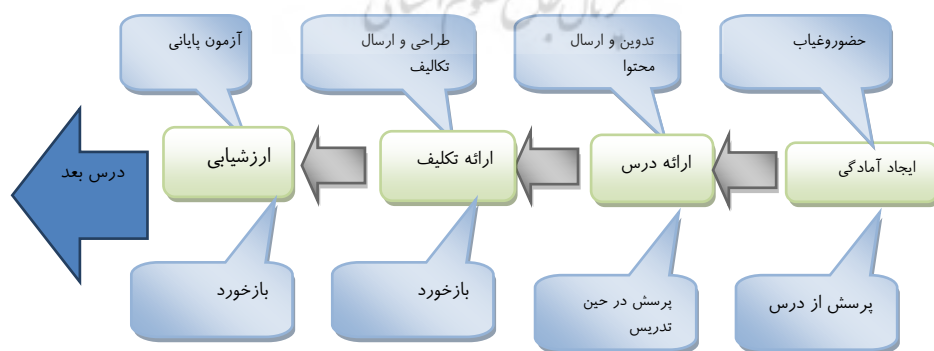 حضوروغیاب
تدوین و ارسال
محتوا
طراحی و ارسال
تکالیف
آزمون پایانی
ایجاد آمادگی
ارائه درس
ارائه تکلیف
ارزشیابی
درس بعد
پرسش از درس
پرسش در حین
تدریس
بازخورد
بازخورد